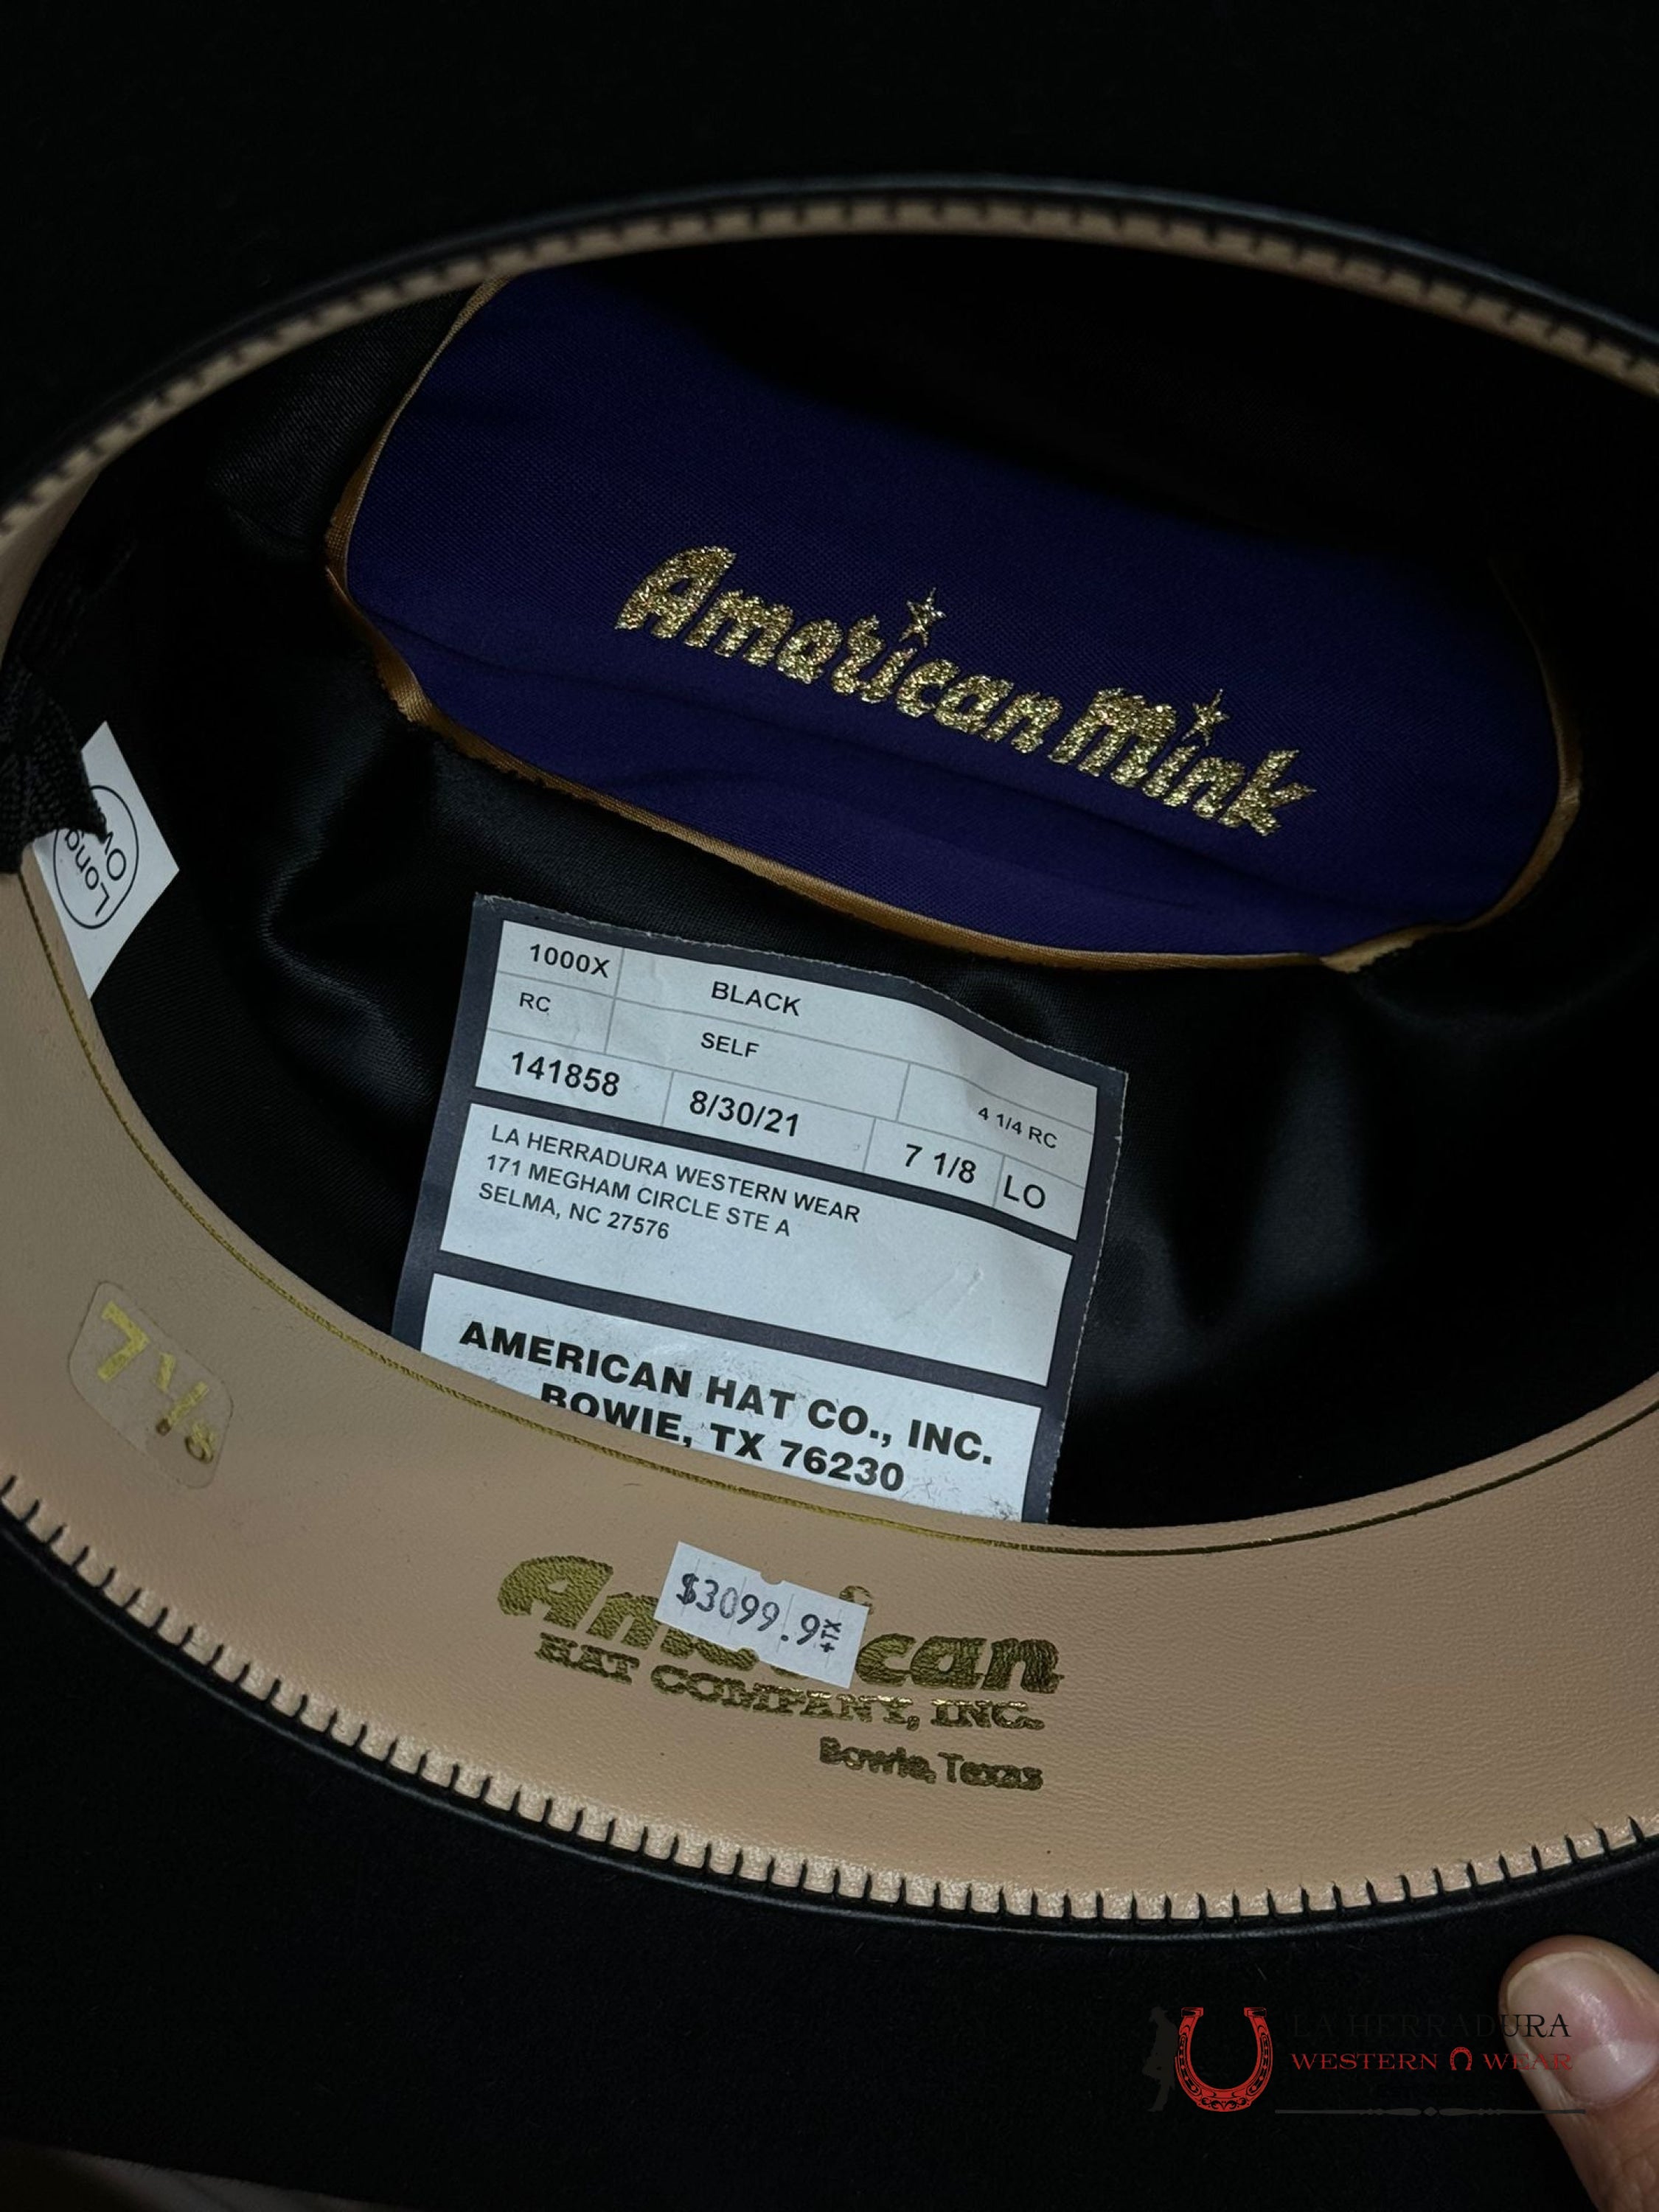 American Mink
Long
1000X BLACK
RC SELF 4 1/4 RC
141858 8/30/21 7 1/8 LO
LA HERRADURA WESTERN WEAR
171 MEGHAM CIRCLE STE A
SELMA, NC 27576
AMERICAN HAT CO., INC.
BOWIE, TX 76230
7 1/8
$3099.9
+TX
American
HAT COMPANY, INC.
Bowie, Texas
LA HERRADURA
WESTERN WEAR